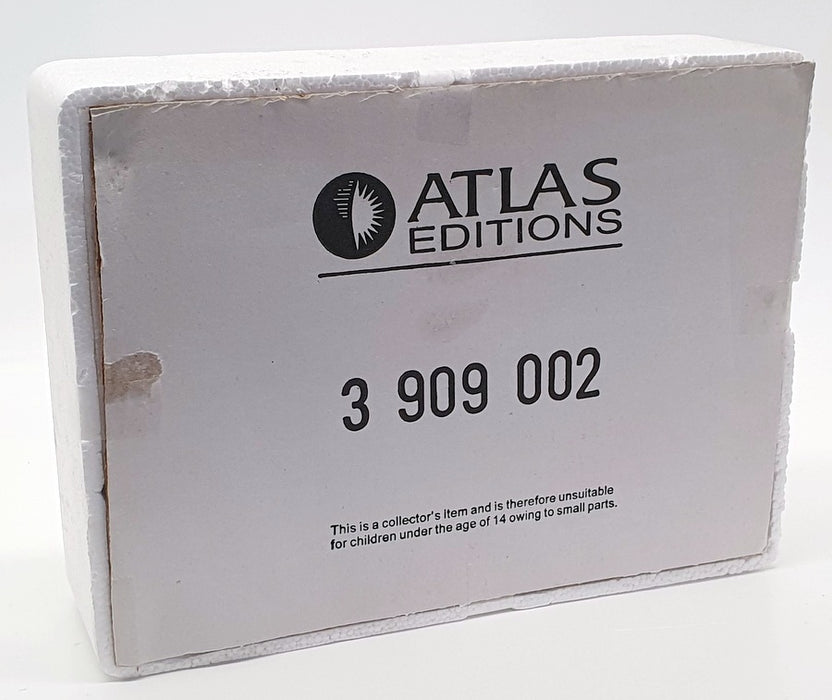 ATLAS
EDITIONS
3 909 002
This is a collector's item and is therefore unsuitable
for children under the age of 14 owing to small parts.